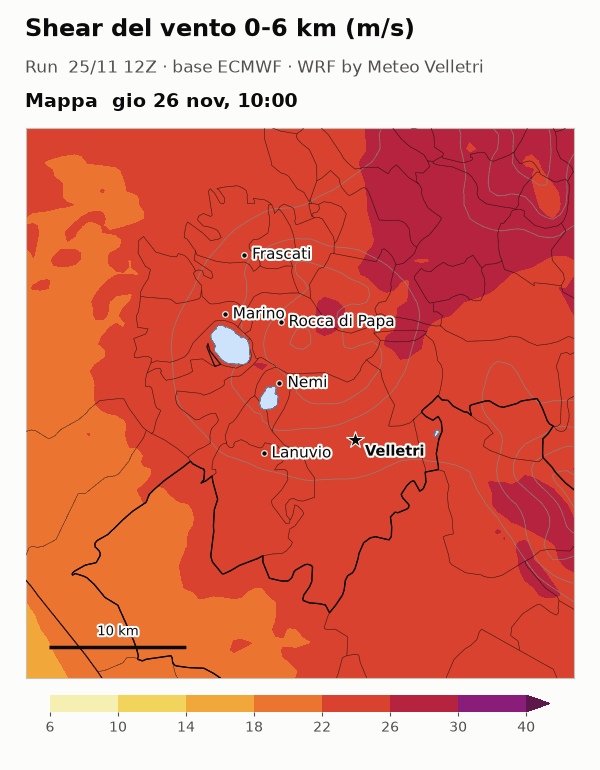 Shear del vento 0-6 km (m/s)
Run  25/11 12Z · base ECMWF · WRF by Meteo Velletri
Mappa  gio 26 nov, 10:00
Frascati
Marino
Rocca di Papa
Nemi
Lanuvio
Velletri
10 km
6 10 14 18 22 26 30 40